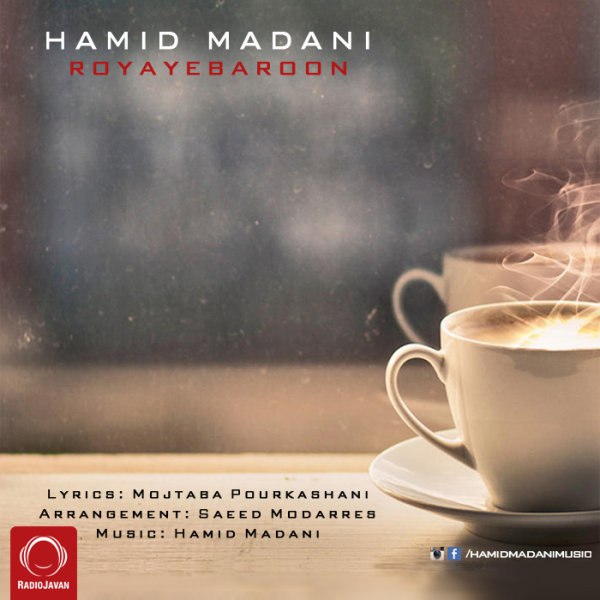 HAMID MADANI
ROYAYEBAROON
LYRICS: MOJTABA POURKASHANI
ARRANGEMENT: SAEED MODARRES
MUSIC: HAMID MADANI
/HAMIDMADANIMUSIC
RADIOJAVAN